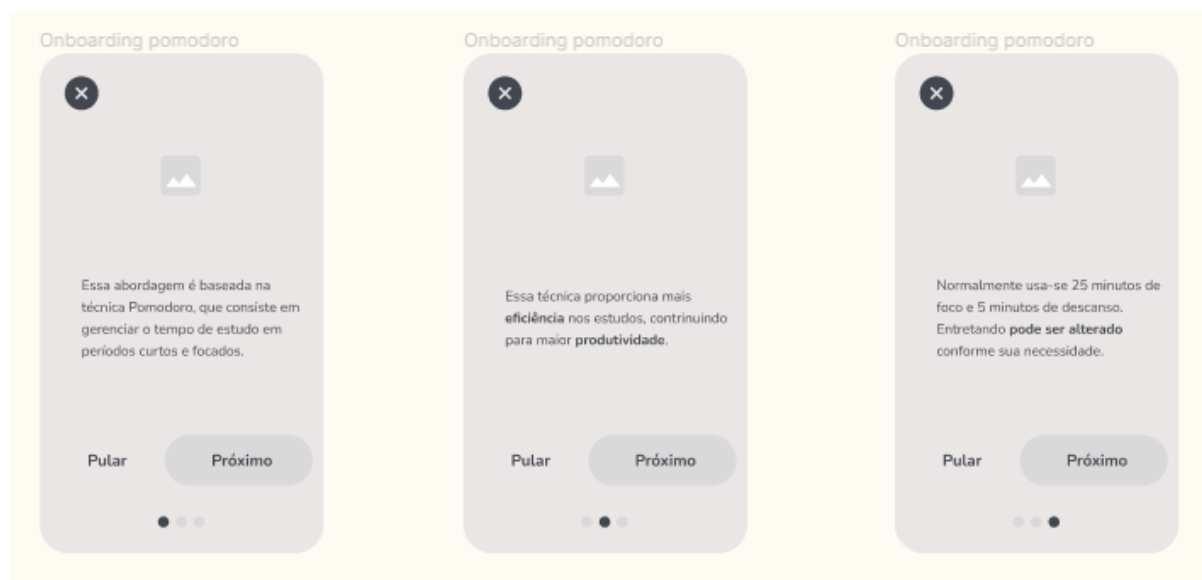 Onboarding pomodoro
Essa abordagem é baseada na
técnica Pomodoro, que consiste em
gerenciar o tempo de estudo em
períodos curtos e focados.
Pular
Próximo
Onboarding pomodoro
Essa técnica proporciona mais
eficiência nos estudos, contrinuindo
para maior produtividade.
Pular
Próximo
Onboarding pomodoro
Normalmente usa-se 25 minutos de
foco e 5 minutos de descanso.
Entretando pode ser alterado
conforme sua necessidade.
Pular
Próximo